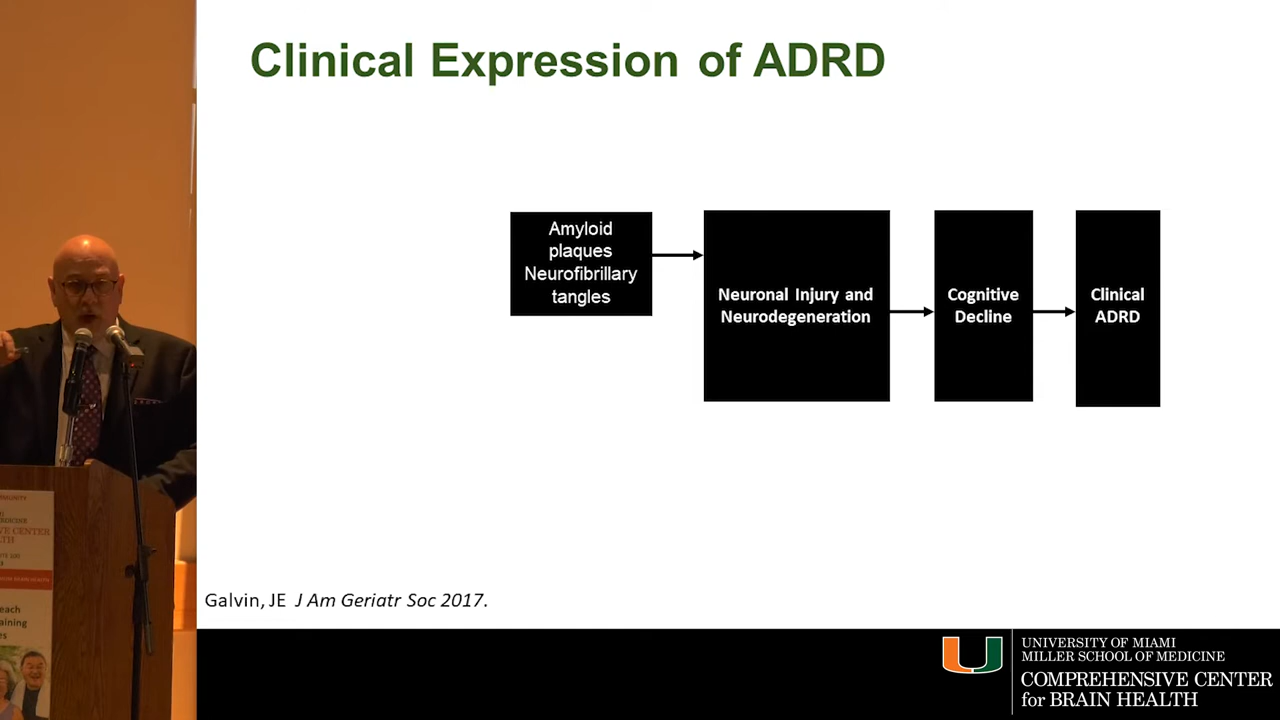 Clinical Expression of ADRD
Amyloid
plaques
Neurofibrillary
tangles
Neuronal Injury and
Neurodegeneration
Cognitive
Decline
Clinical
ADRD
Galvin, JE J Am Geriatr Soc 2017.
UNIVERSITY OF MIAMI
MILLER SCHOOL OF MEDICINE
COMPREHENSIVE CENTER
for BRAIN HEALTH